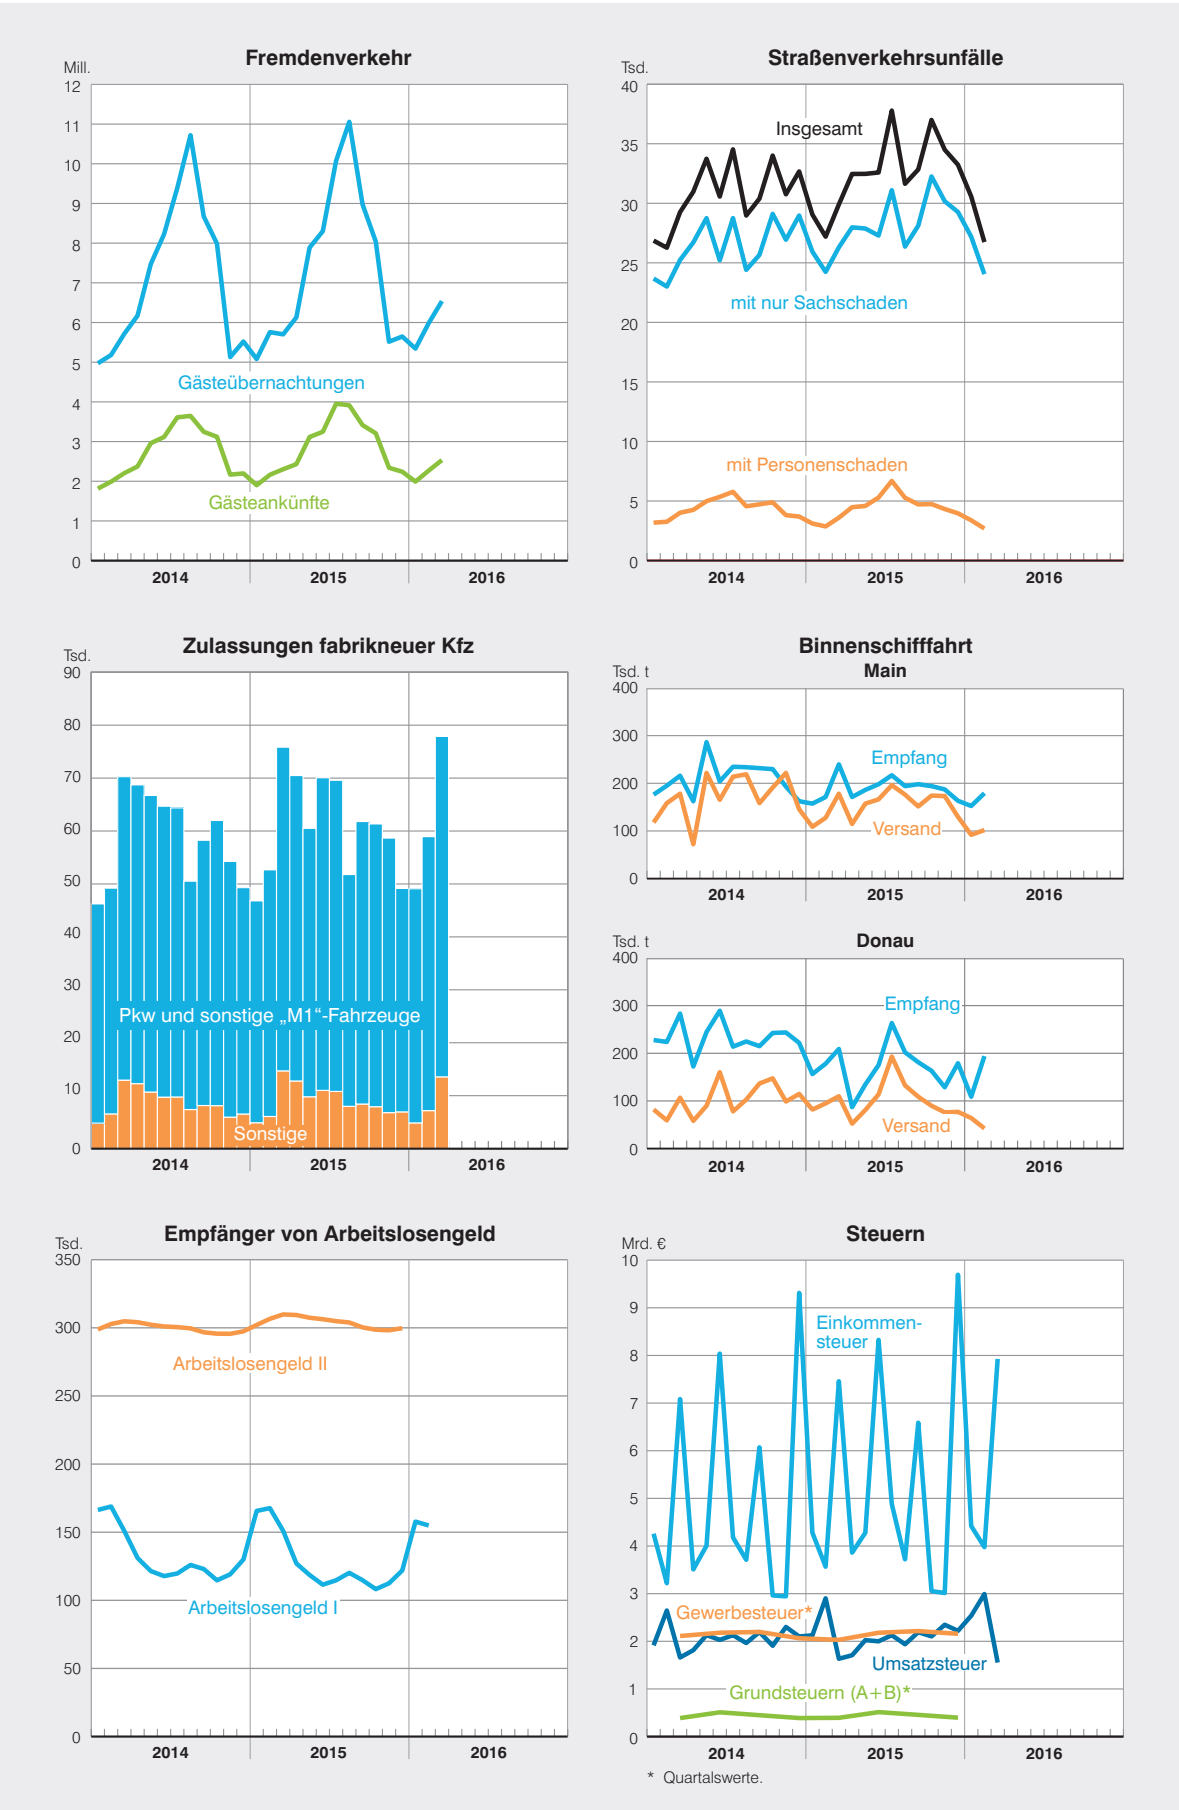 Fremdenverkehr
Mill.
12
11
10
9
8
7
6
5
4
3
2
1
0
Gästeübernachtungen
Gästeankünfte
2014 2015 2016
Straßenverkehrsunfälle
Tsd.
40
35
30
25
20
15
10
5
0
Insgesamt
mit nur Sachschaden
mit Personenschaden
2014 2015 2016
Zulassungen fabrikneuer Kfz
Tsd.
90
80
70
60
50
40
30
20
10
0
Pkw und sonstige „M1“-Fahrzeuge
Sonstige
2014 2015 2016
Binnenschifffahrt
Main
Tsd. t
400
300
200
100
0
Empfang
Versand
2014 2015 2016
Donau
Tsd. t
400
300
200
100
0
Empfang
Versand
2014 2015 2016
Empfänger von Arbeitslosengeld
Tsd.
350
300
250
200
150
100
50
0
Arbeitslosengeld II
Arbeitslosengeld I
2014 2015 2016
Steuern
Mrd. €
10
9
8
7
6
5
4
3
2
1
0
Einkommen-
steuer
Gewerbesteuer*
Umsatzsteuer
Grundsteuern (A+B)*
2014 2015 2016
* Quartalswerte.